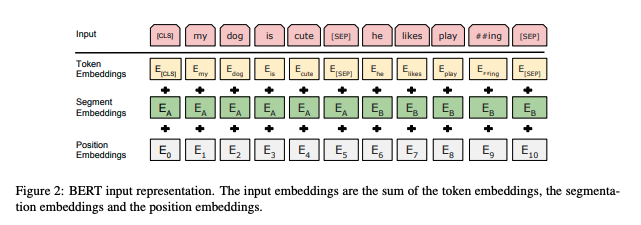 Input [CLS] my dog is cute [SEP] he likes play ##ing [SEP]
Token
Embeddings
E[CLS] Emy Edog Eis Ecute E[SEP] Ehe Elikes Eplay E##ing E[SEP]
Segment
Embeddings
EA EA EA EA EA EA EB EB EB EB EB
Position
Embeddings
E0 E1 E2 E3 E4 E5 E6 E7 E8 E9 E10
Figure 2: BERT input representation. The input embeddings are the sum of the token embeddings, the segmenta-
tion embeddings and the position embeddings.